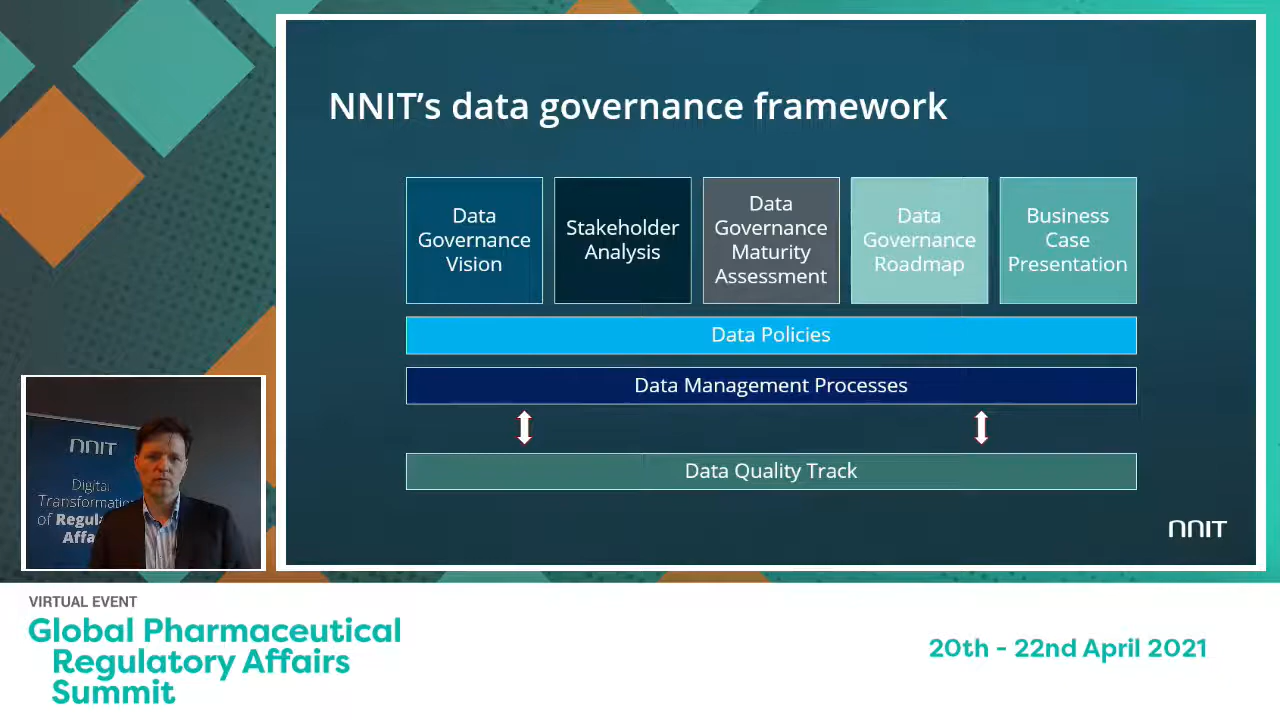 NNIT’s data governance framework
Data
Governance
Vision
Stakeholder
Analysis
Data
Governance
Maturity
Assessment
Data
Governance
Roadmap
Business
Case
Presentation
Data Policies
Data Management Processes
Data Quality Track
nnit
nnit
Digital
Transformation
of Regul
Affa
VIRTUAL EVENT
Global Pharmaceutical
Regulatory Affairs
Summit
20th - 22nd April 2021